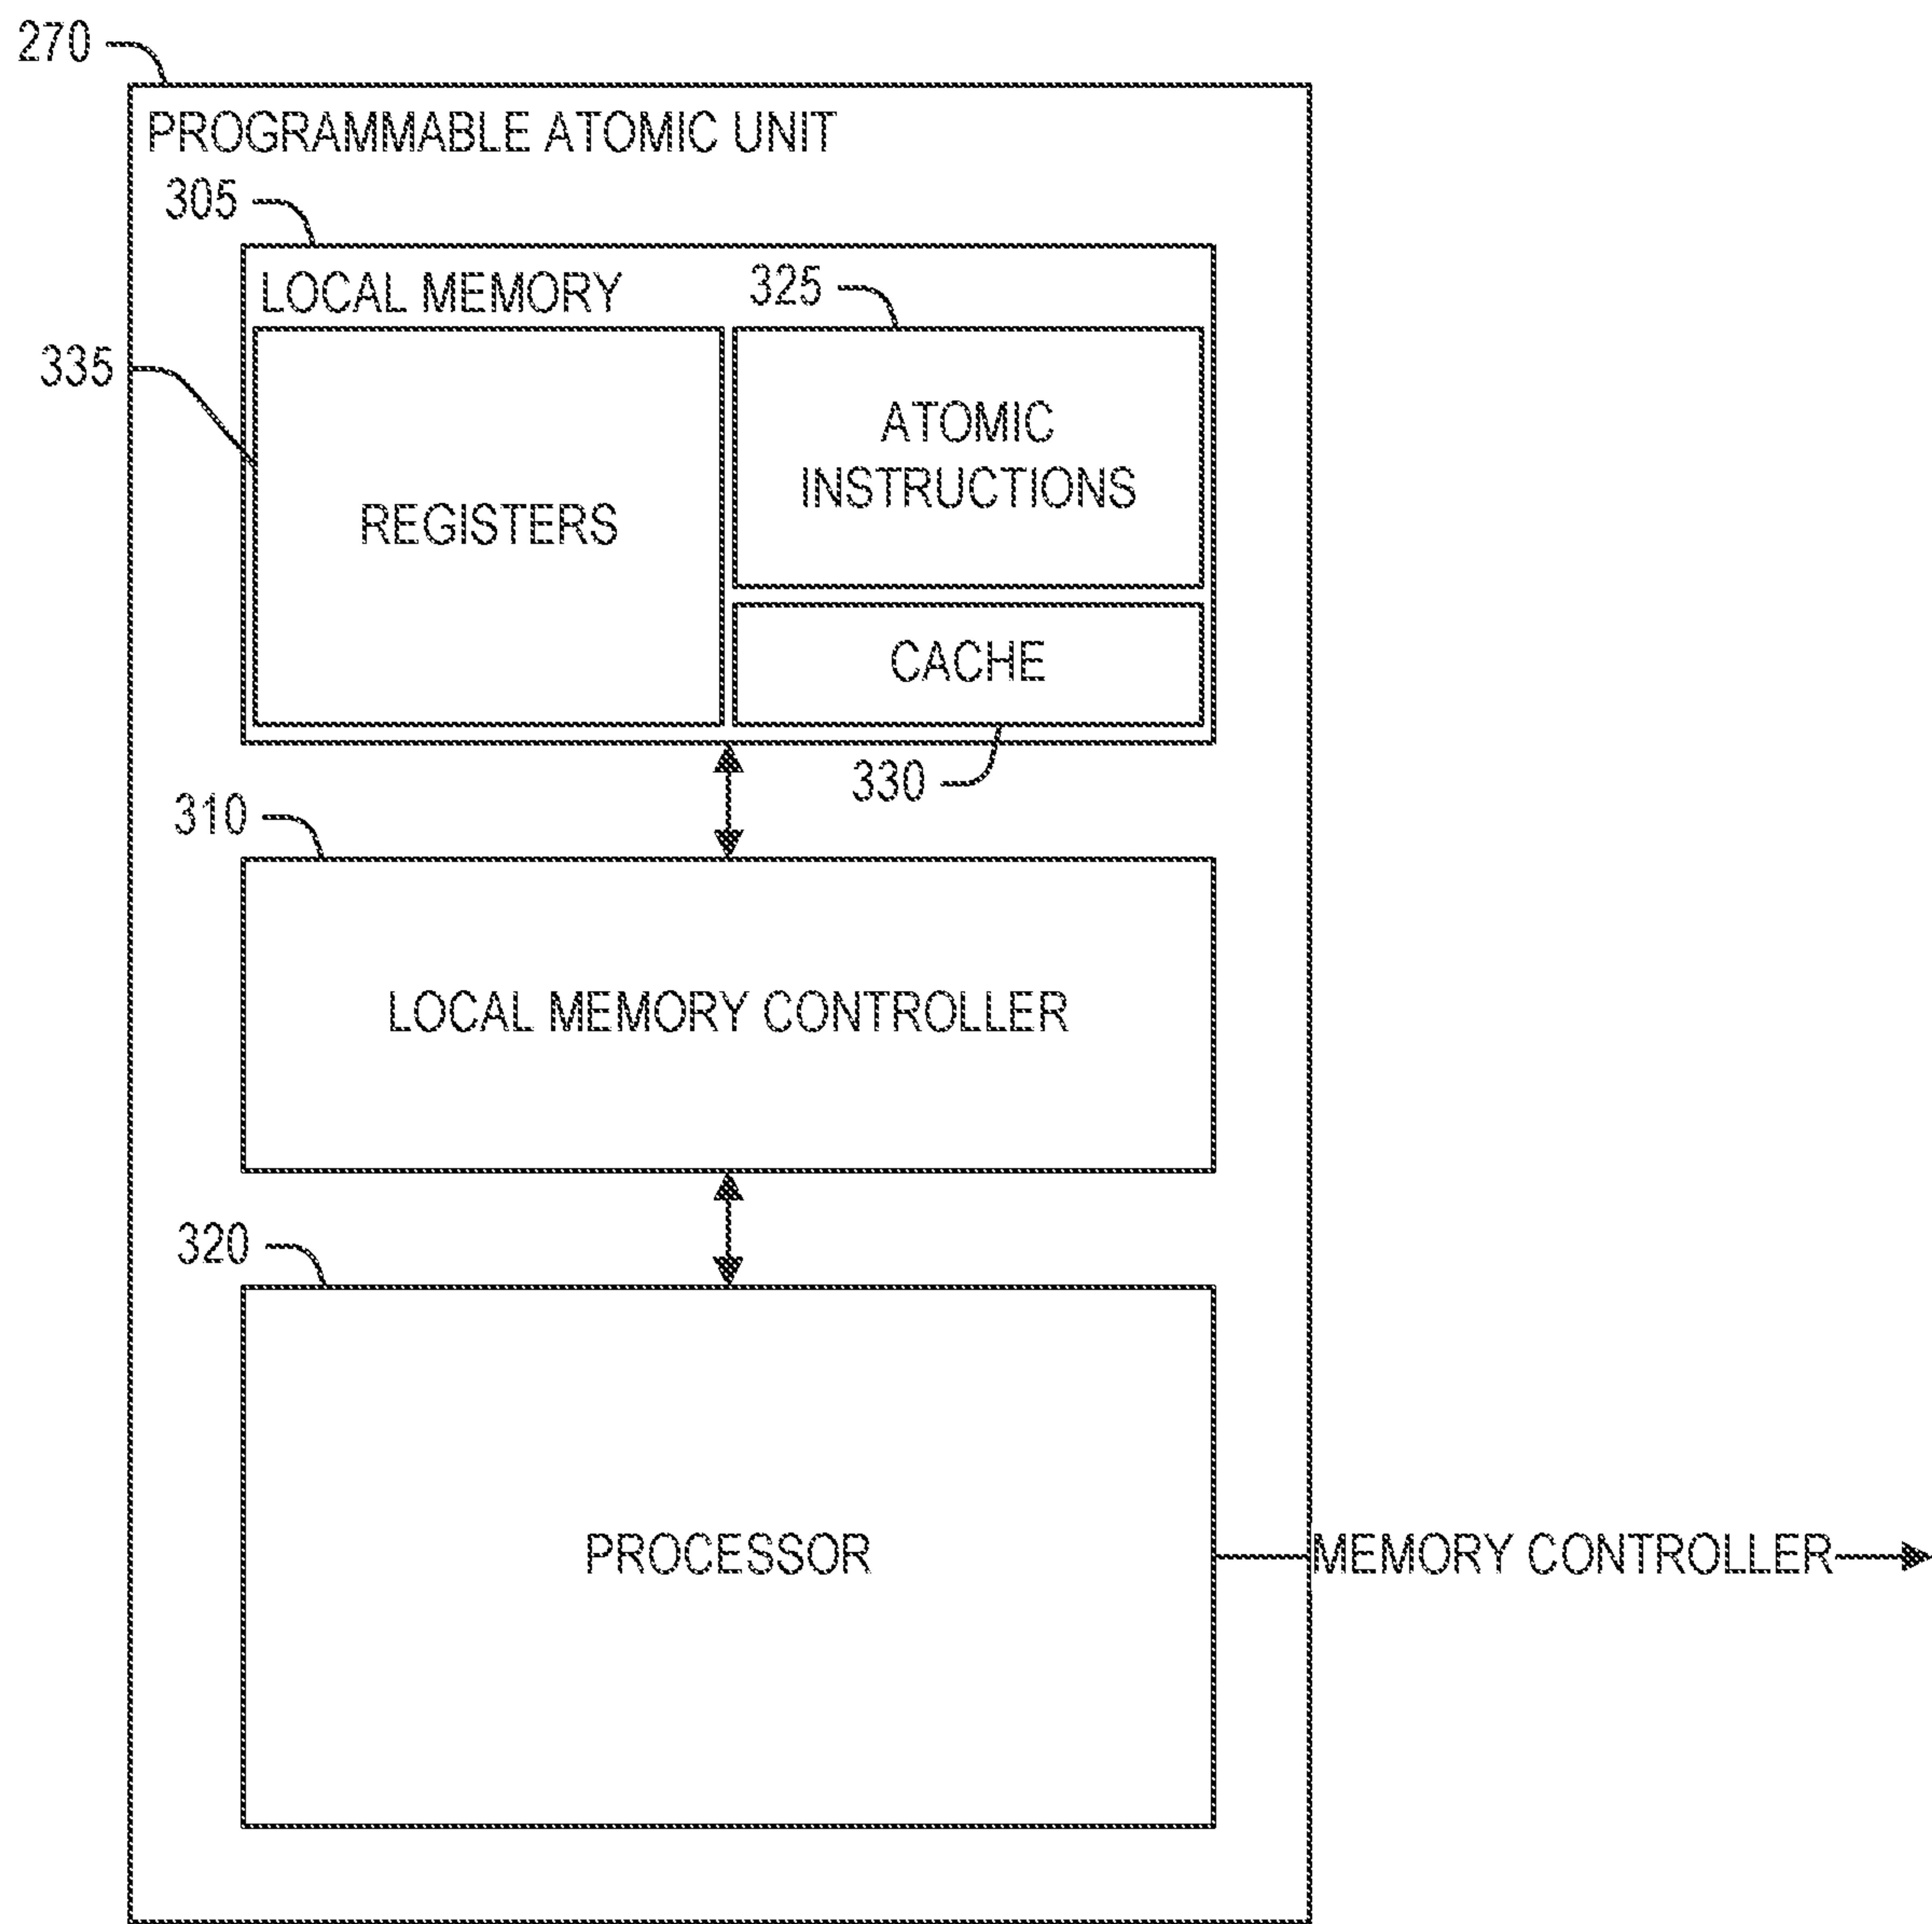 270
PROGRAMMABLE ATOMIC UNIT
305
LOCAL MEMORY
325
335
REGISTERS
ATOMIC
INSTRUCTIONS
CACHE
330
310
LOCAL MEMORY CONTROLLER
320
PROCESSOR
MEMORY CONTROLLER